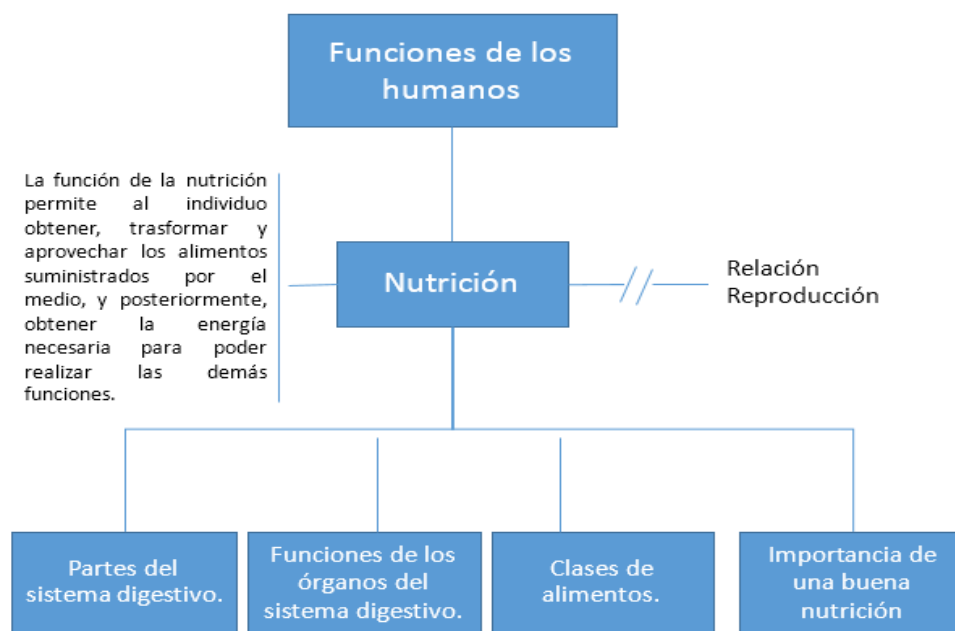 Funciones de los
humanos
La función de la nutrición
permite al individuo
obtener, trasformar y
aprovechar los alimentos
suministrados por el
medio, y posteriormente,
obtener la energía
necesaria para poder
realizar las demás
funciones.
Nutrición
Relación
Reproducción
Partes del
sistema digestivo.
Funciones de los
órganos del
sistema digestivo.
Clases de
alimentos.
Importancia de
una buena
nutrición